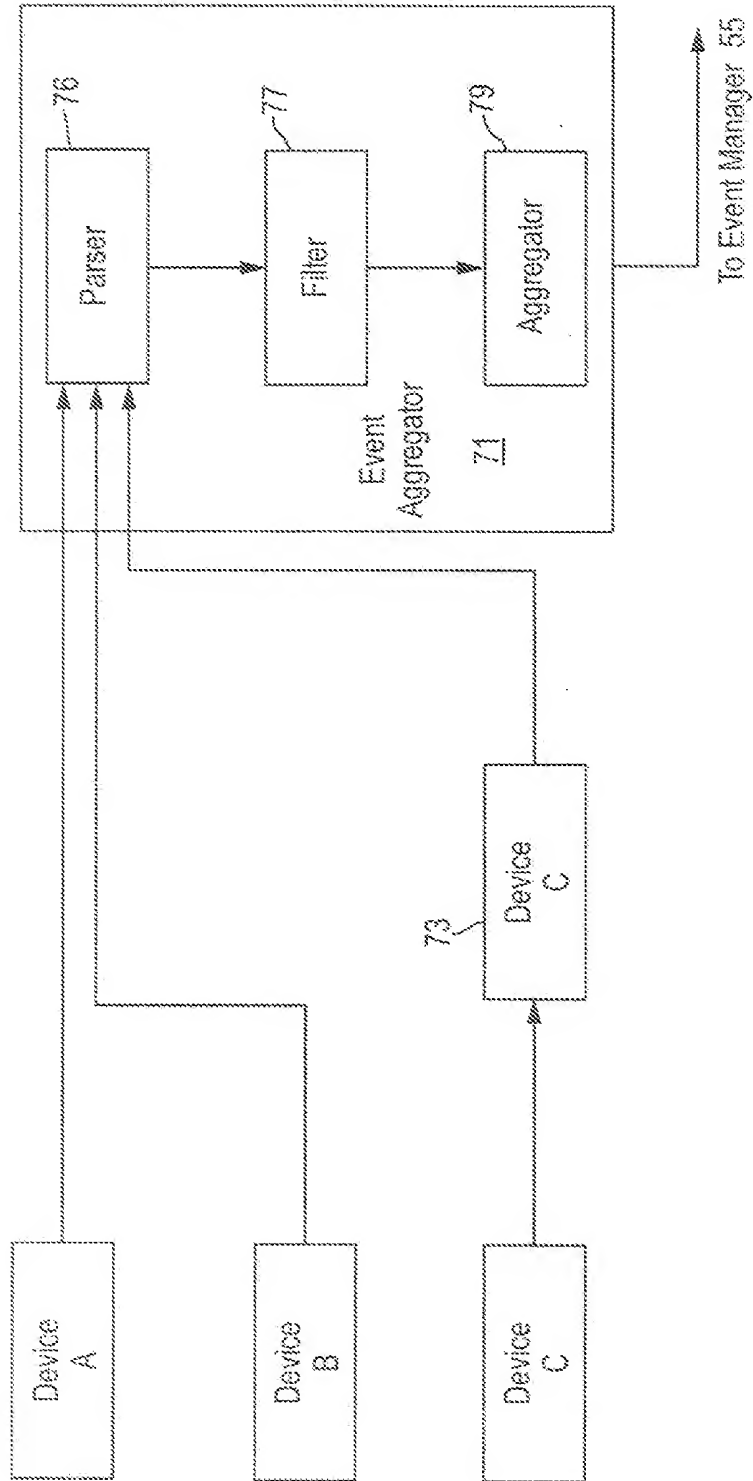 Device
A
Device
B
Device
C
73
Device
C
76
Parser
77
Filter
79
Aggregator
Event
Aggregator
71
To Event Manager 55